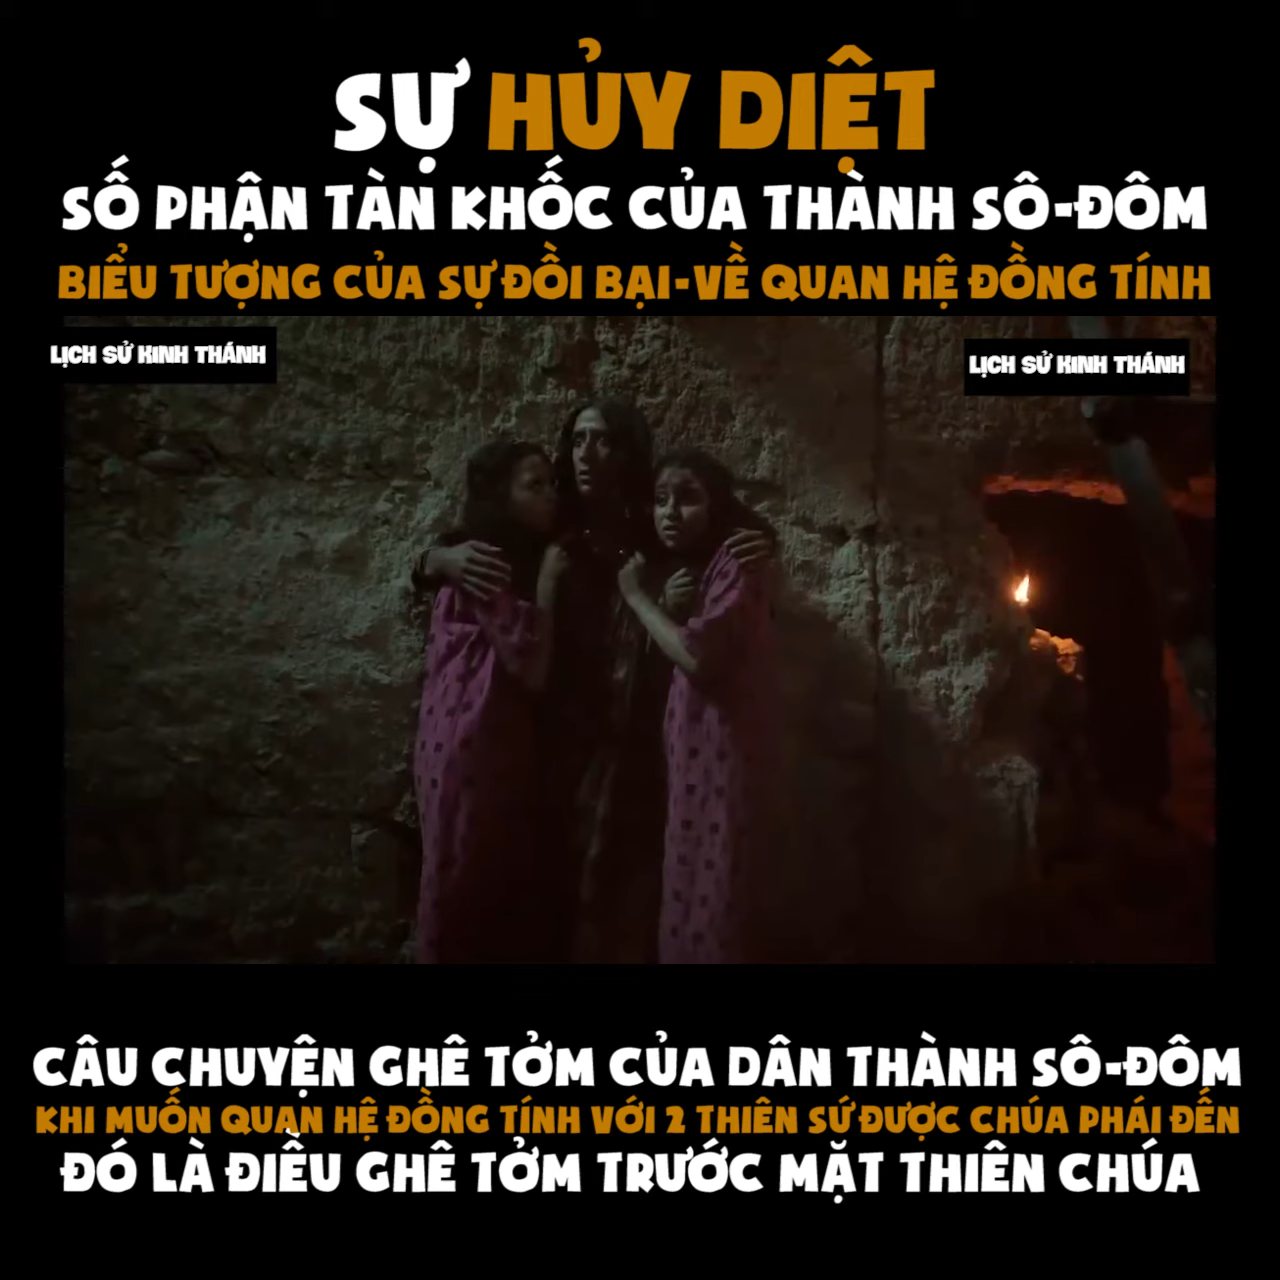 SỰ HỦY DIỆT
SỐ PHẬN TÀN KHỐC CỦA THÀNH SÔ-ĐÔM
BIỂU TƯỢNG CỦA SỰ ĐỒI BẠI-VỀ QUAN HỆ ĐỒNG TÍNH
LỊCH SỬ KINH THÁNH
LỊCH SỬ KINH THÁNH
CÂU CHUYỆN GHÊ TỞM CỦA DÂN THÀNH SÔ-ĐÔM
KHI MUỐN QUAN HỆ ĐỒNG TÍNH VỚI 2 THIÊN SỨ ĐƯỢC CHÚA PHÁI ĐẾN
ĐÓ LÀ ĐIỀU GHÊ TỞM TRƯỚC MẶT THIÊN CHÚA